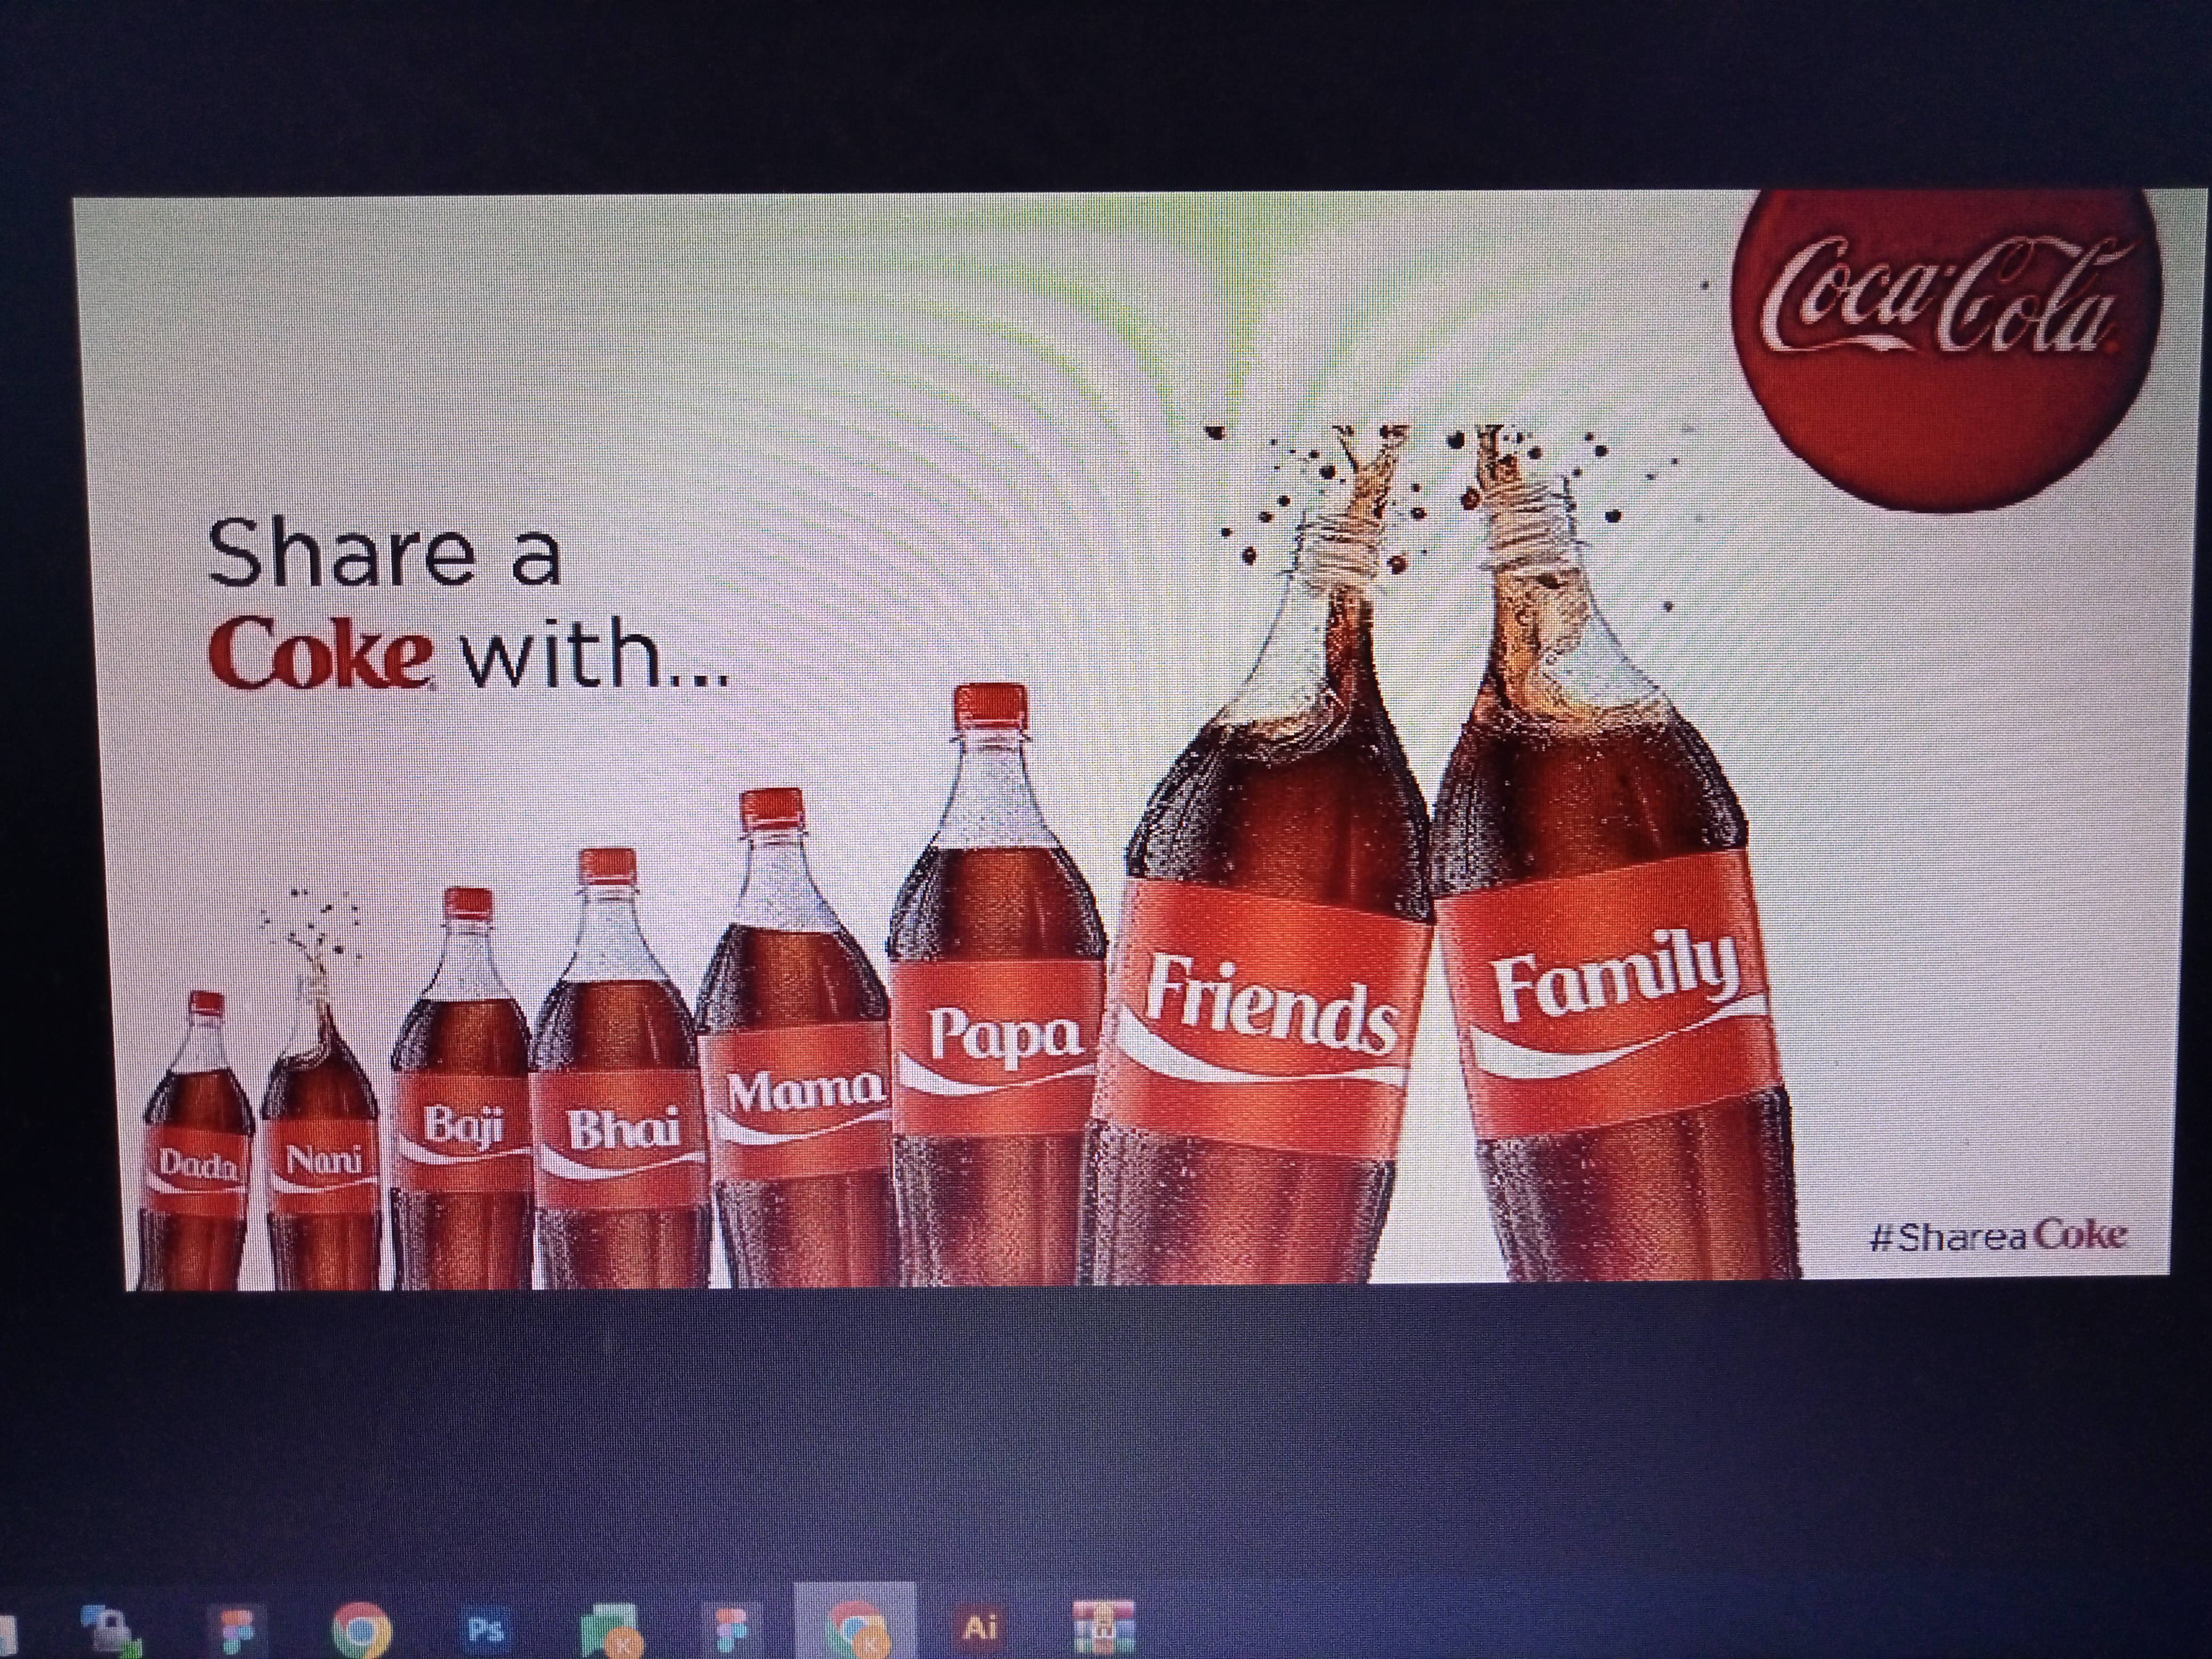 Coca-Cola
Share a
Coke with...
Dada
Nani
Baji
Bhai
Mama
Papa
Friends
Family
#ShareaCoke
Ps
K
K
Ai